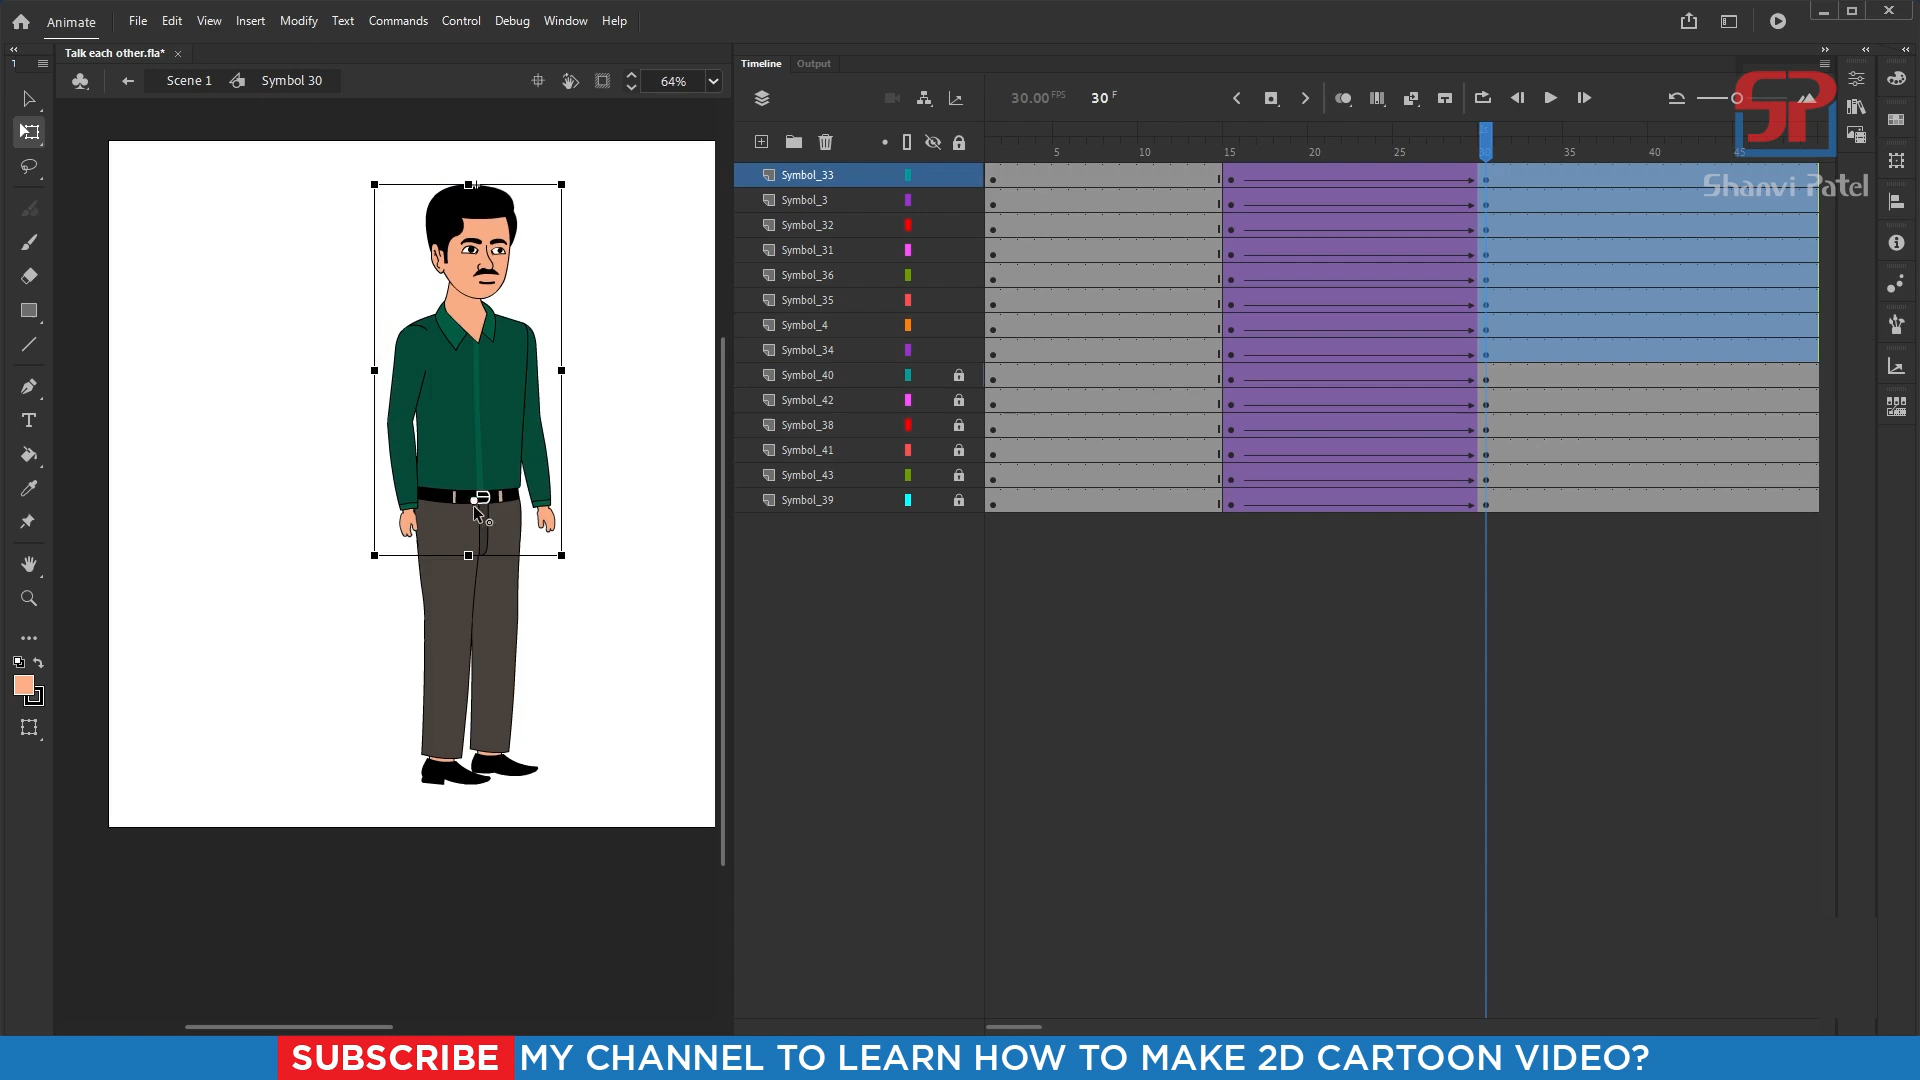 Animate File Edit View Insert Modify Text Commands Control Debug Window Help
Talk each other.fla* ×
Scene 1 Symbol 30 64%
Timeline Output
30.00 FPS 30 F
5 10 15 20 25 30 35 40 45
SP
Shanvi Patel
Symbol_33
Symbol_3
Symbol_32
Symbol_31
Symbol_36
Symbol_35
Symbol_4
Symbol_34
Symbol_40
Symbol_42
Symbol_38
Symbol_41
Symbol_43
Symbol_39
SUBSCRIBE MY CHANNEL TO LEARN HOW TO MAKE 2D CARTOON VIDEO?